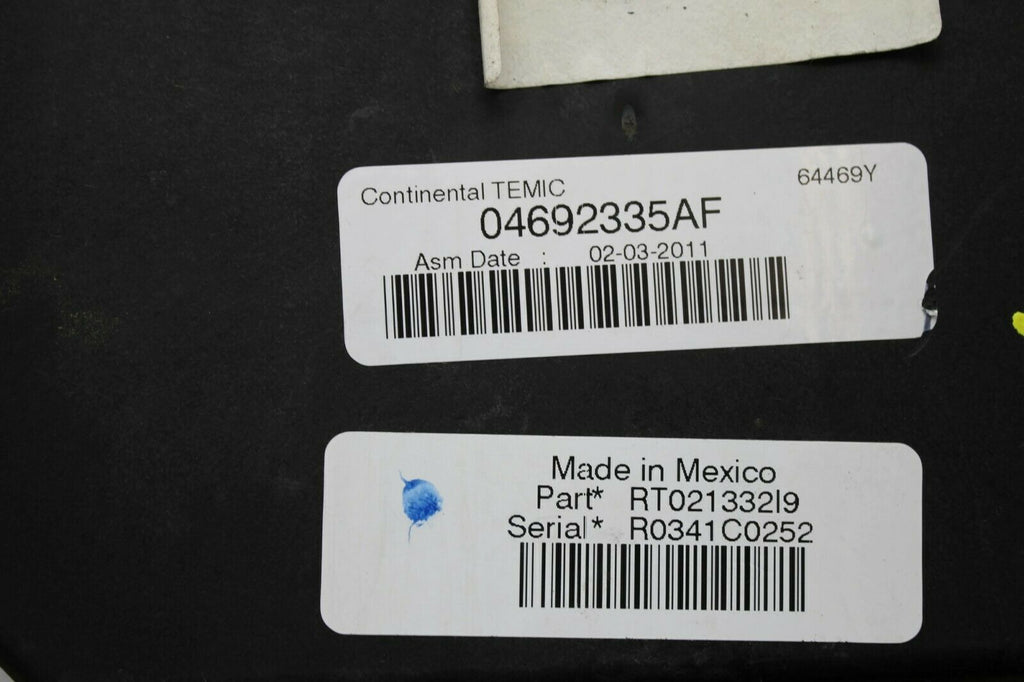 Continental TEMIC 64469Y
04692335AF
Asm Date : 02-03-2011
Made in Mexico
Part* RT021332I9
Serial* R0341C0252